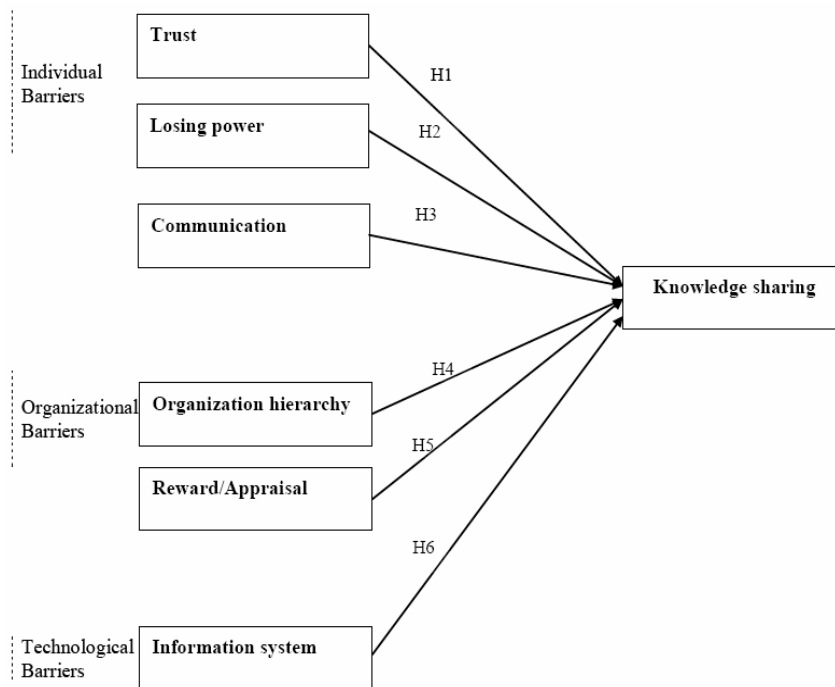 Trust
H1
Individual
Barriers
Losing power
H2
Communication
H3
Knowledge sharing
H4
Organizational
Barriers
Organization hierarchy
H5
Reward/Appraisal
H6
Technological
Barriers
Information system